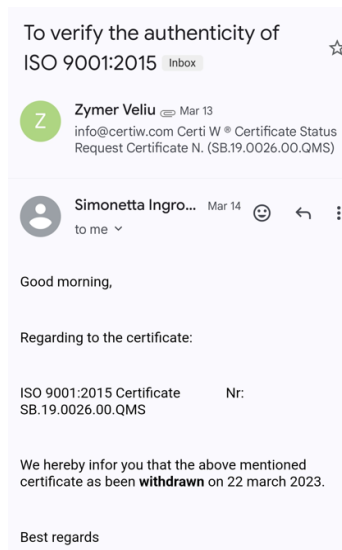 To verify the authenticity of
ISO 9001:2015 Inbox
Z
Zymer Veliu Mar 13
info@certiw.com Certi W ® Certificate Status
Request Certificate N. (SB.19.0026.00.QMS)
Simonetta Ingro... Mar 14
to me
Good morning,
Regarding to the certificate:
ISO 9001:2015 Certificate Nr:
SB.19.0026.00.QMS
We hereby infor you that the above mentioned
certificate as been withdrawn on 22 march 2023.
Best regards